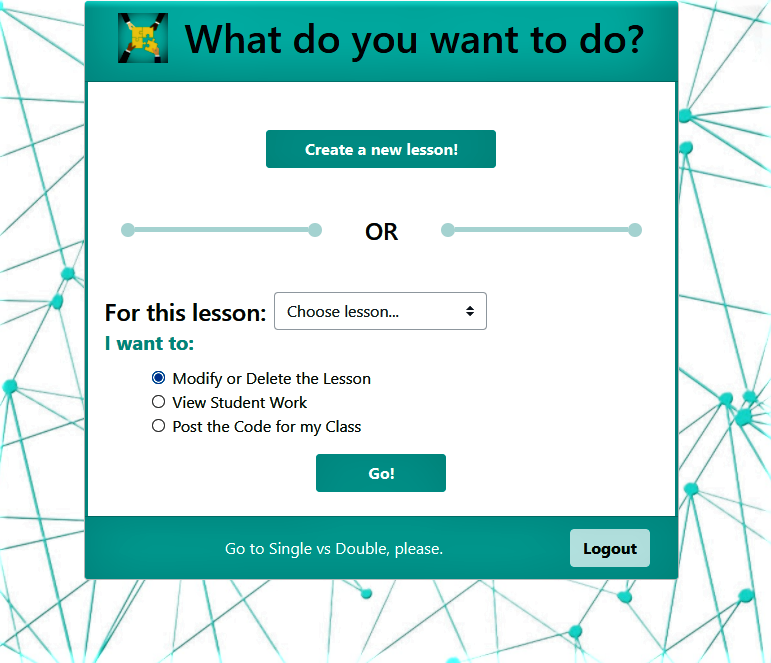 What do you want to do?
Create a new lesson!
OR
For this lesson: Choose lesson...
I want to:
Modify or Delete the Lesson
View Student Work
Post the Code for my Class
Go!
Go to Single vs Double, please. Logout